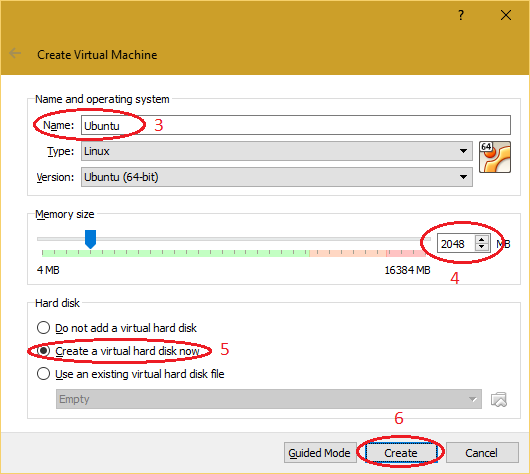 ?
Create Virtual Machine
Name and operating system
Name: Ubuntu 3
Type: Linux
64
Version: Ubuntu (64-bit)
Memory size
2048 MB
4 MB 16384 MB 4
Hard disk
Do not add a virtual hard disk
Create a virtual hard disk now 5
Use an existing virtual hard disk file
Empty
6
Guided Mode Create Cancel